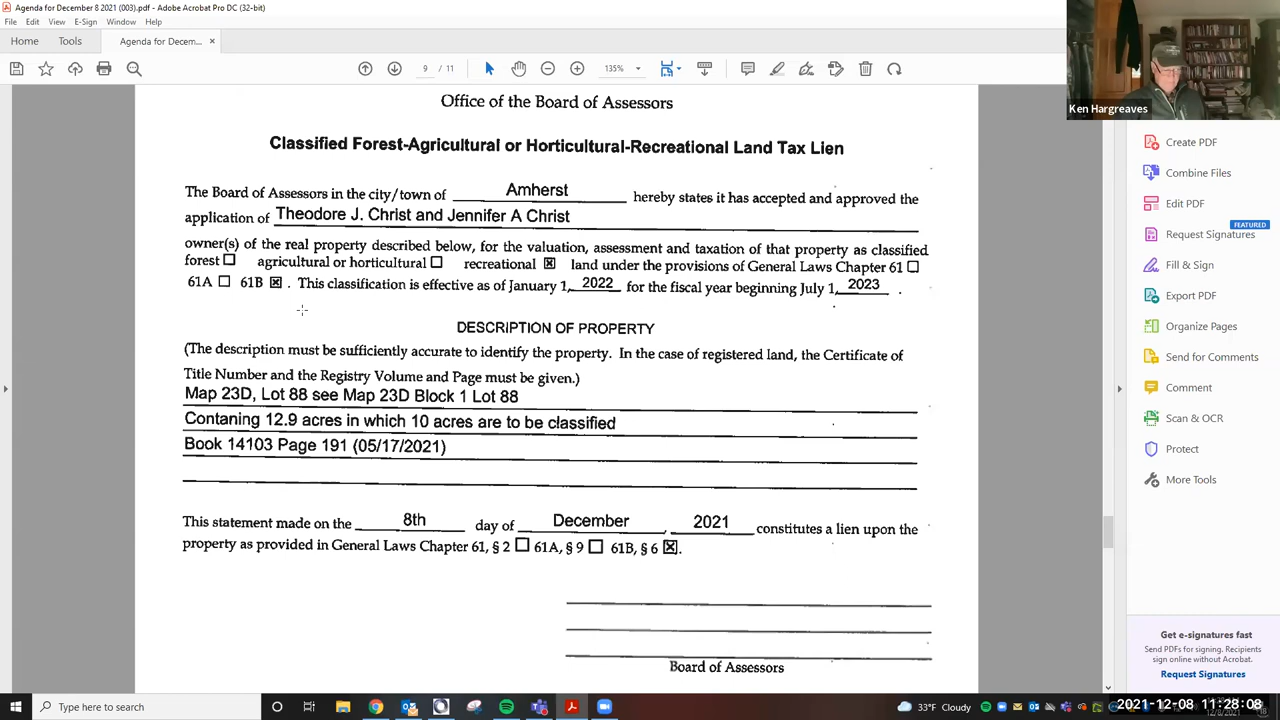 Agenda for December 8 2021 (003).pdf - Adobe Acrobat Pro DC (32-bit)
File Edit View E-Sign Window Help
Home Tools Agenda for Decem... ×
9 / 11 135%
Ken Hargreaves
Office of the Board of Assessors
Classified Forest-Agricultural or Horticultural-Recreational Land Tax Lien
The Board of Assessors in the city/town of Amherst hereby states it has accepted and approved the
application of Theodore J. Christ and Jennifer A Christ
owner(s) of the real property described below, for the valuation, assessment and taxation of that property as classified
forest ☐ agricultural or horticultural ☐ recreational ☒ land under the provisions of General Laws Chapter 61 ☐
61A ☐ 61B ☒ . This classification is effective as of January 1, 2022 for the fiscal year beginning July 1, 2023 .
DESCRIPTION OF PROPERTY
(The description must be sufficiently accurate to identify the property. In the case of registered land, the Certificate of
Title Number and the Registry Volume and Page must be given.)
Map 23D, Lot 88 see Map 23D Block 1 Lot 88
Contaning 12.9 acres in which 10 acres are to be classified
Book 14103 Page 191 (05/17/2021)
This statement made on the 8th day of December , 2021 constitutes a lien upon the
property as provided in General Laws Chapter 61, § 2 ☐ 61A, § 9 ☐ 61B, § 6 ☒.
Board of Assessors
Create PDF
Combine Files
Edit PDF
FEATURED
Request Signatures
Fill & Sign
Export PDF
Organize Pages
Send for Comments
Comment
Scan & OCR
Protect
More Tools
Get e-signatures fast
Send PDFs for signing. Recipients
sign online without Acrobat.
Request Signatures
Type here to search
33°F Cloudy
2021-12-08 11:28:08